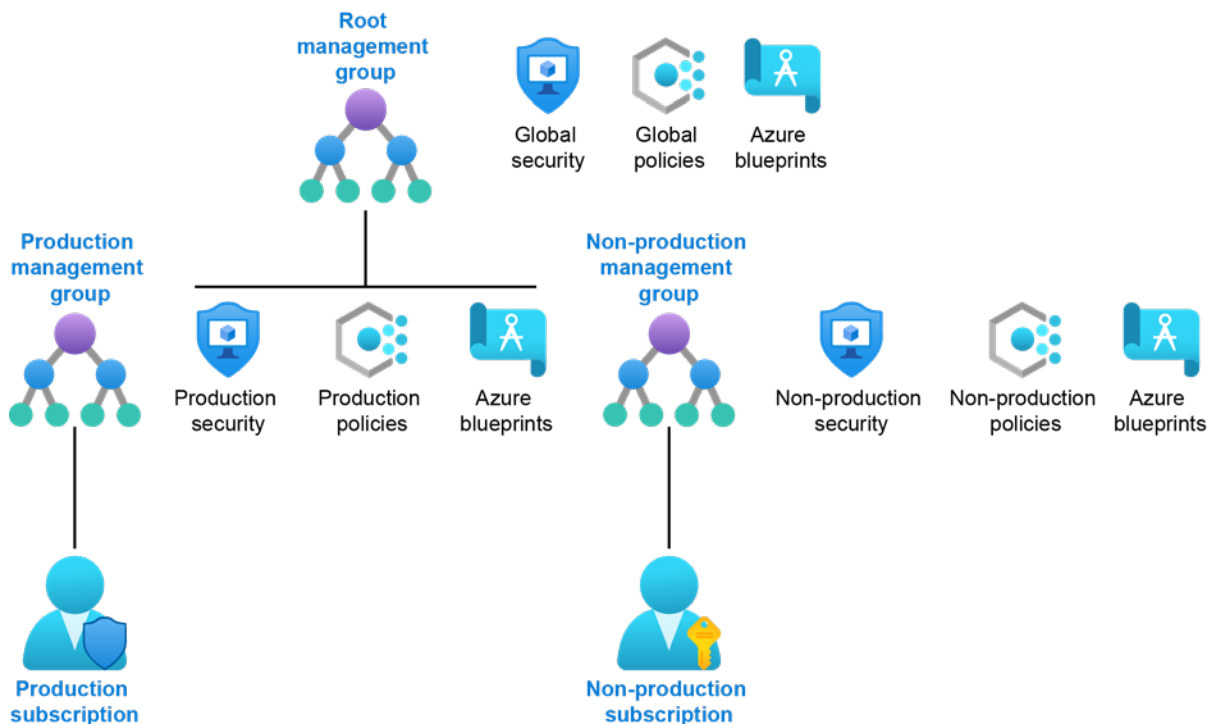 Root
management
group
Global
security
Global
policies
Azure
blueprints
Production
management
group
Non-production
management
group
Production
security
Production
policies
Azure
blueprints
Non-production
security
Non-production
policies
Azure
blueprints
Production
subscription
Non-production
subscription